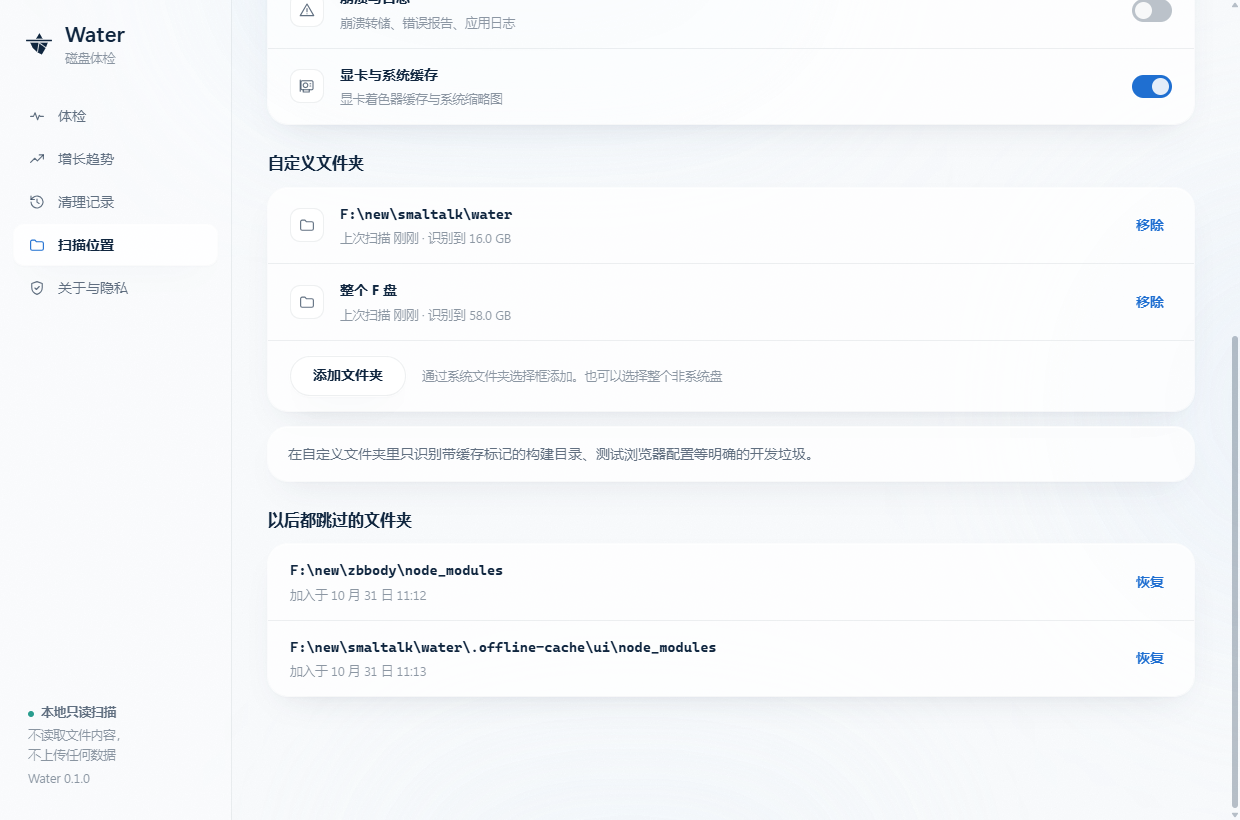 Water
磁盘体检
体检
增长趋势
清理记录
扫描位置
关于与隐私
本地只读扫描
不读取文件内容,
不上传任何数据
Water 0.1.0
崩溃与日志
崩溃转储、错误报告、应用日志
显卡与系统缓存
显卡着色器缓存与系统缩略图
自定义文件夹
F:\new\smaltalk\water
移除
上次扫描 刚刚 · 识别到 16.0 GB
整个 F 盘
移除
上次扫描 刚刚 · 识别到 58.0 GB
添加文件夹
通过系统文件夹选择框添加。也可以选择整个非系统盘
在自定义文件夹里只识别带缓存标记的构建目录、测试浏览器配置等明确的开发垃圾。
以后都跳过的文件夹
F:\new\zbbody\node_modules
恢复
加入于 10 月 31 日 11:12
F:\new\smaltalk\water\.offline-cache\ui\node_modules
恢复
加入于 10 月 31 日 11:13